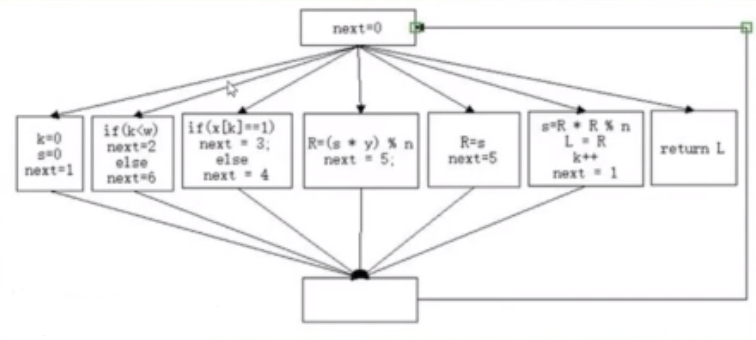 next=0
k=0
s=0
next=1
if(k<w)
next=2
else
next=6
if(x[k]==1)
next = 3;
else
next = 4
R=(s * y) % n
next = 5;
R=s
next=5
s=R * R % n
L = R
k++
next = 1
return L